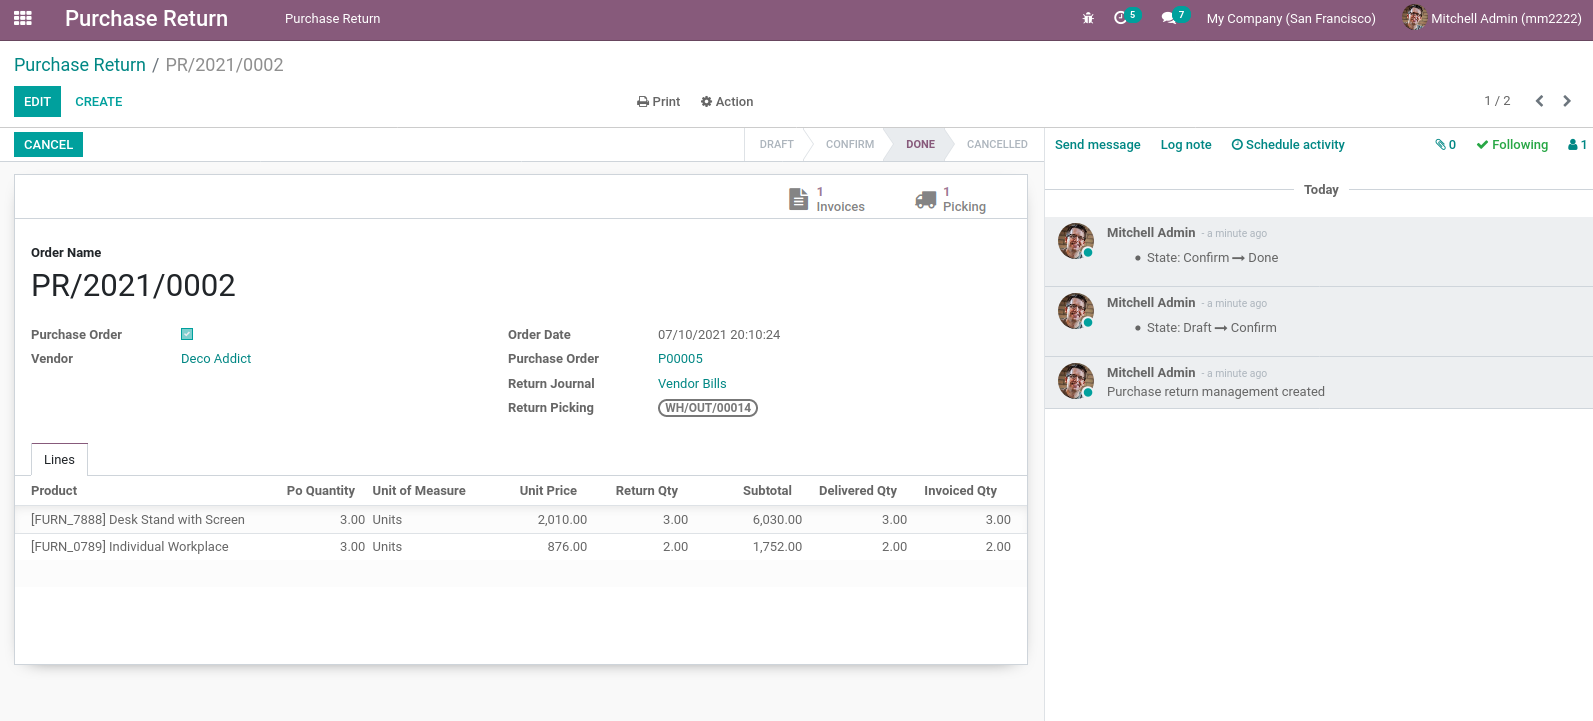 Purchase Return Purchase Return 5 7 My Company (San Francisco) Mitchell Admin (mm2222)
Purchase Return / PR/2021/0002
EDIT CREATE Print Action 1 / 2
CANCEL DRAFT CONFIRM DONE CANCELLED Send message Log note Schedule activity 0 Following 1
Today
1
Invoices
1
Picking
Order Name
PR/2021/0002
Purchase Order
Vendor Deco Addict
Order Date 07/10/2021 20:10:24
Purchase Order P00005
Return Journal Vendor Bills
Return Picking WH/OUT/00014
Lines
Product Po Quantity Unit of Measure Unit Price Return Qty Subtotal Delivered Qty Invoiced Qty
[FURN_7888] Desk Stand with Screen 3.00 Units 2,010.00 3.00 6,030.00 3.00 3.00
[FURN_0789] Individual Workplace 3.00 Units 876.00 2.00 1,752.00 2.00 2.00
Mitchell Admin - a minute ago
• State: Confirm → Done
Mitchell Admin - a minute ago
• State: Draft → Confirm
Mitchell Admin - a minute ago
Purchase return management created